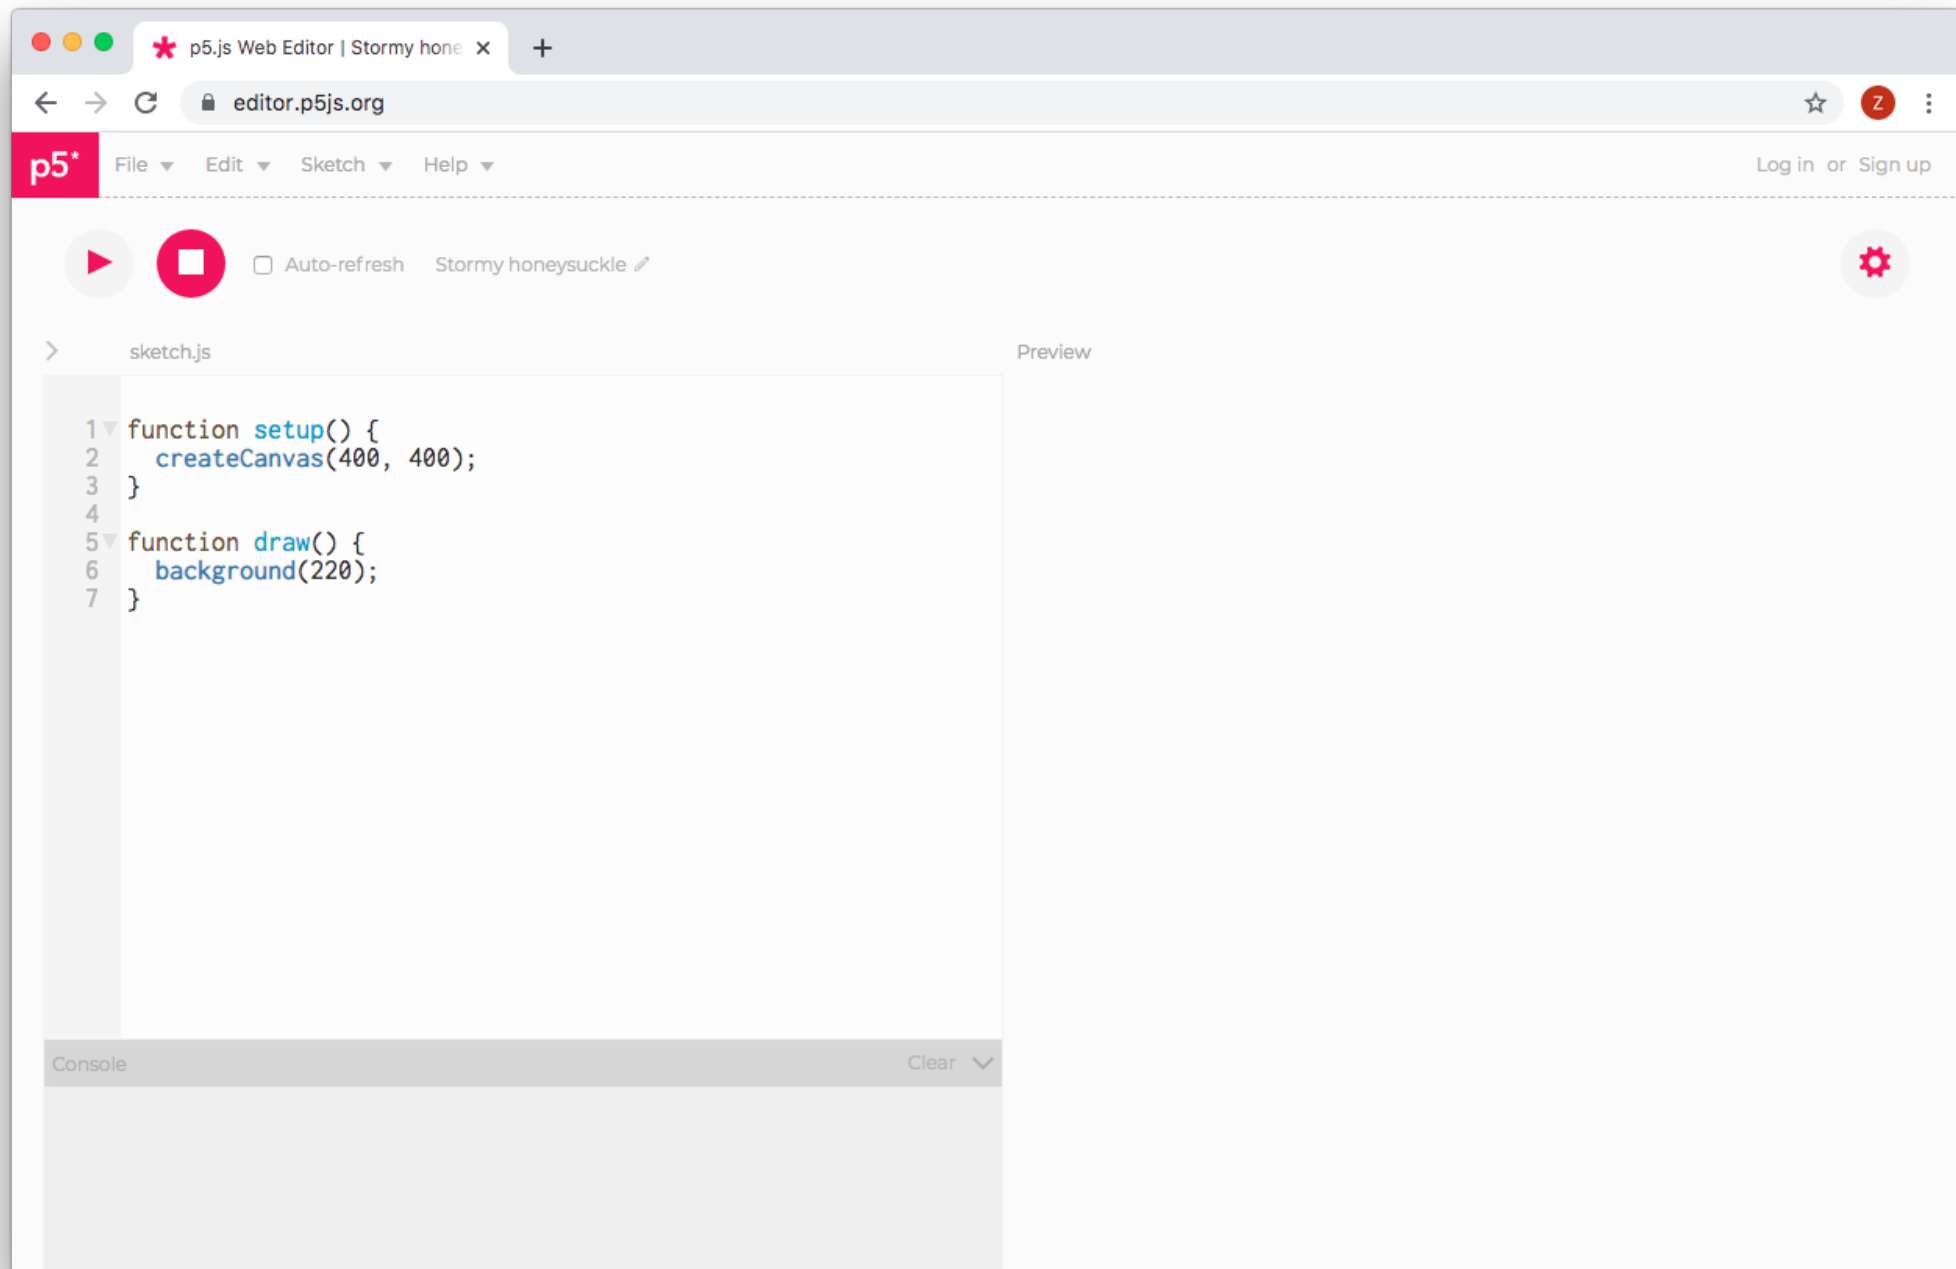 p5.js Web Editor | Stormy hone
editor.p5js.org
Z
p5* File Edit Sketch Help Log in or Sign up
Auto-refresh Stormy honeysuckle
sketch.js Preview
1 function setup() {
2   createCanvas(400, 400);
3 }
4
5 function draw() {
6   background(220);
7 }
Console Clear